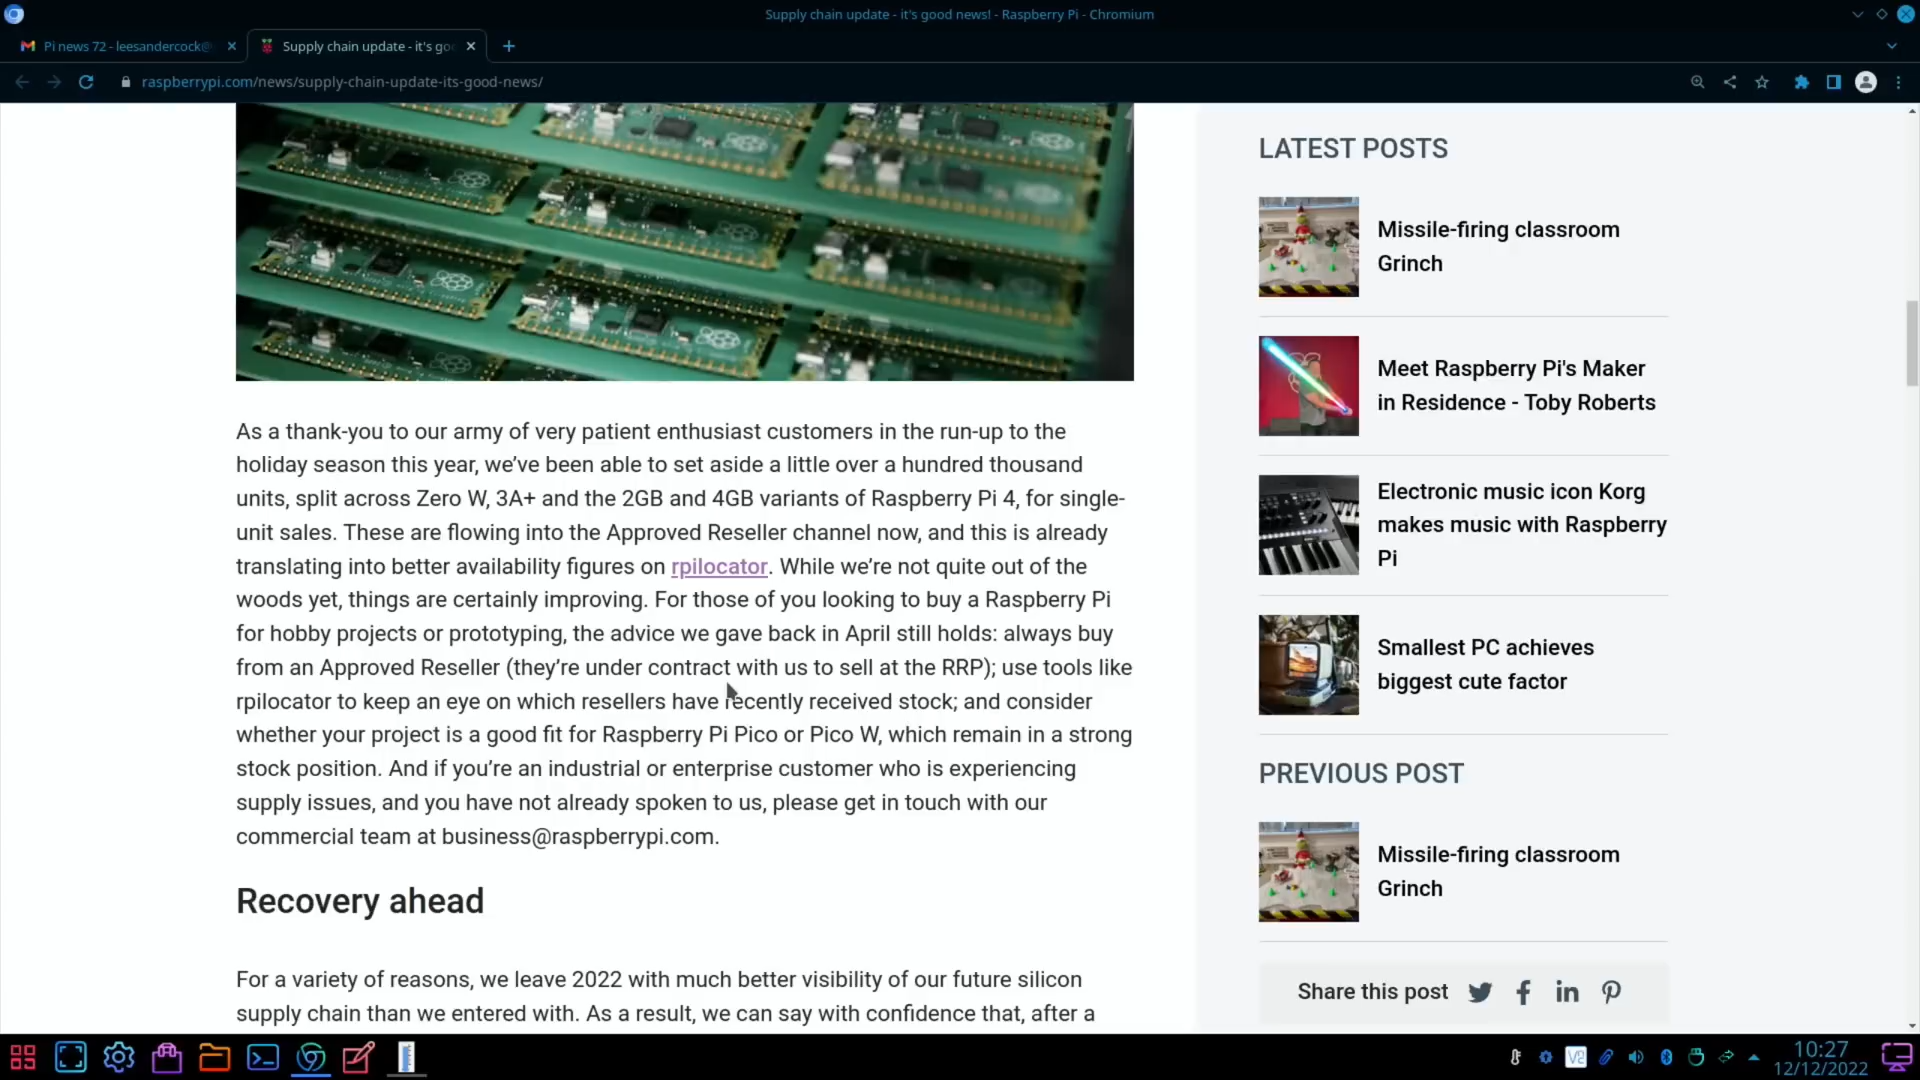 Supply chain update - it's good news! - Raspberry Pi - Chromium
Pi news 72 - leesandercock@
Supply chain update - it's goo
raspberrypi.com/news/supply-chain-update-its-good-news/
As a thank-you to our army of very patient enthusiast customers in the run-up to the
holiday season this year, we’ve been able to set aside a little over a hundred thousand
units, split across Zero W, 3A+ and the 2GB and 4GB variants of Raspberry Pi 4, for single-
unit sales. These are flowing into the Approved Reseller channel now, and this is already
translating into better availability figures on rpilocator. While we’re not quite out of the
woods yet, things are certainly improving. For those of you looking to buy a Raspberry Pi
for hobby projects or prototyping, the advice we gave back in April still holds: always buy
from an Approved Reseller (they’re under contract with us to sell at the RRP); use tools like
rpilocator to keep an eye on which resellers have recently received stock; and consider
whether your project is a good fit for Raspberry Pi Pico or Pico W, which remain in a strong
stock position. And if you’re an industrial or enterprise customer who is experiencing
supply issues, and you have not already spoken to us, please get in touch with our
commercial team at business@raspberrypi.com.
Recovery ahead
For a variety of reasons, we leave 2022 with much better visibility of our future silicon
supply chain than we entered with. As a result, we can say with confidence that, after a
LATEST POSTS
Missile-firing classroom
Grinch
Meet Raspberry Pi's Maker
in Residence - Toby Roberts
Electronic music icon Korg
makes music with Raspberry
Pi
Smallest PC achieves
biggest cute factor
PREVIOUS POST
Missile-firing classroom
Grinch
Share this post
10:27
12/12/2022